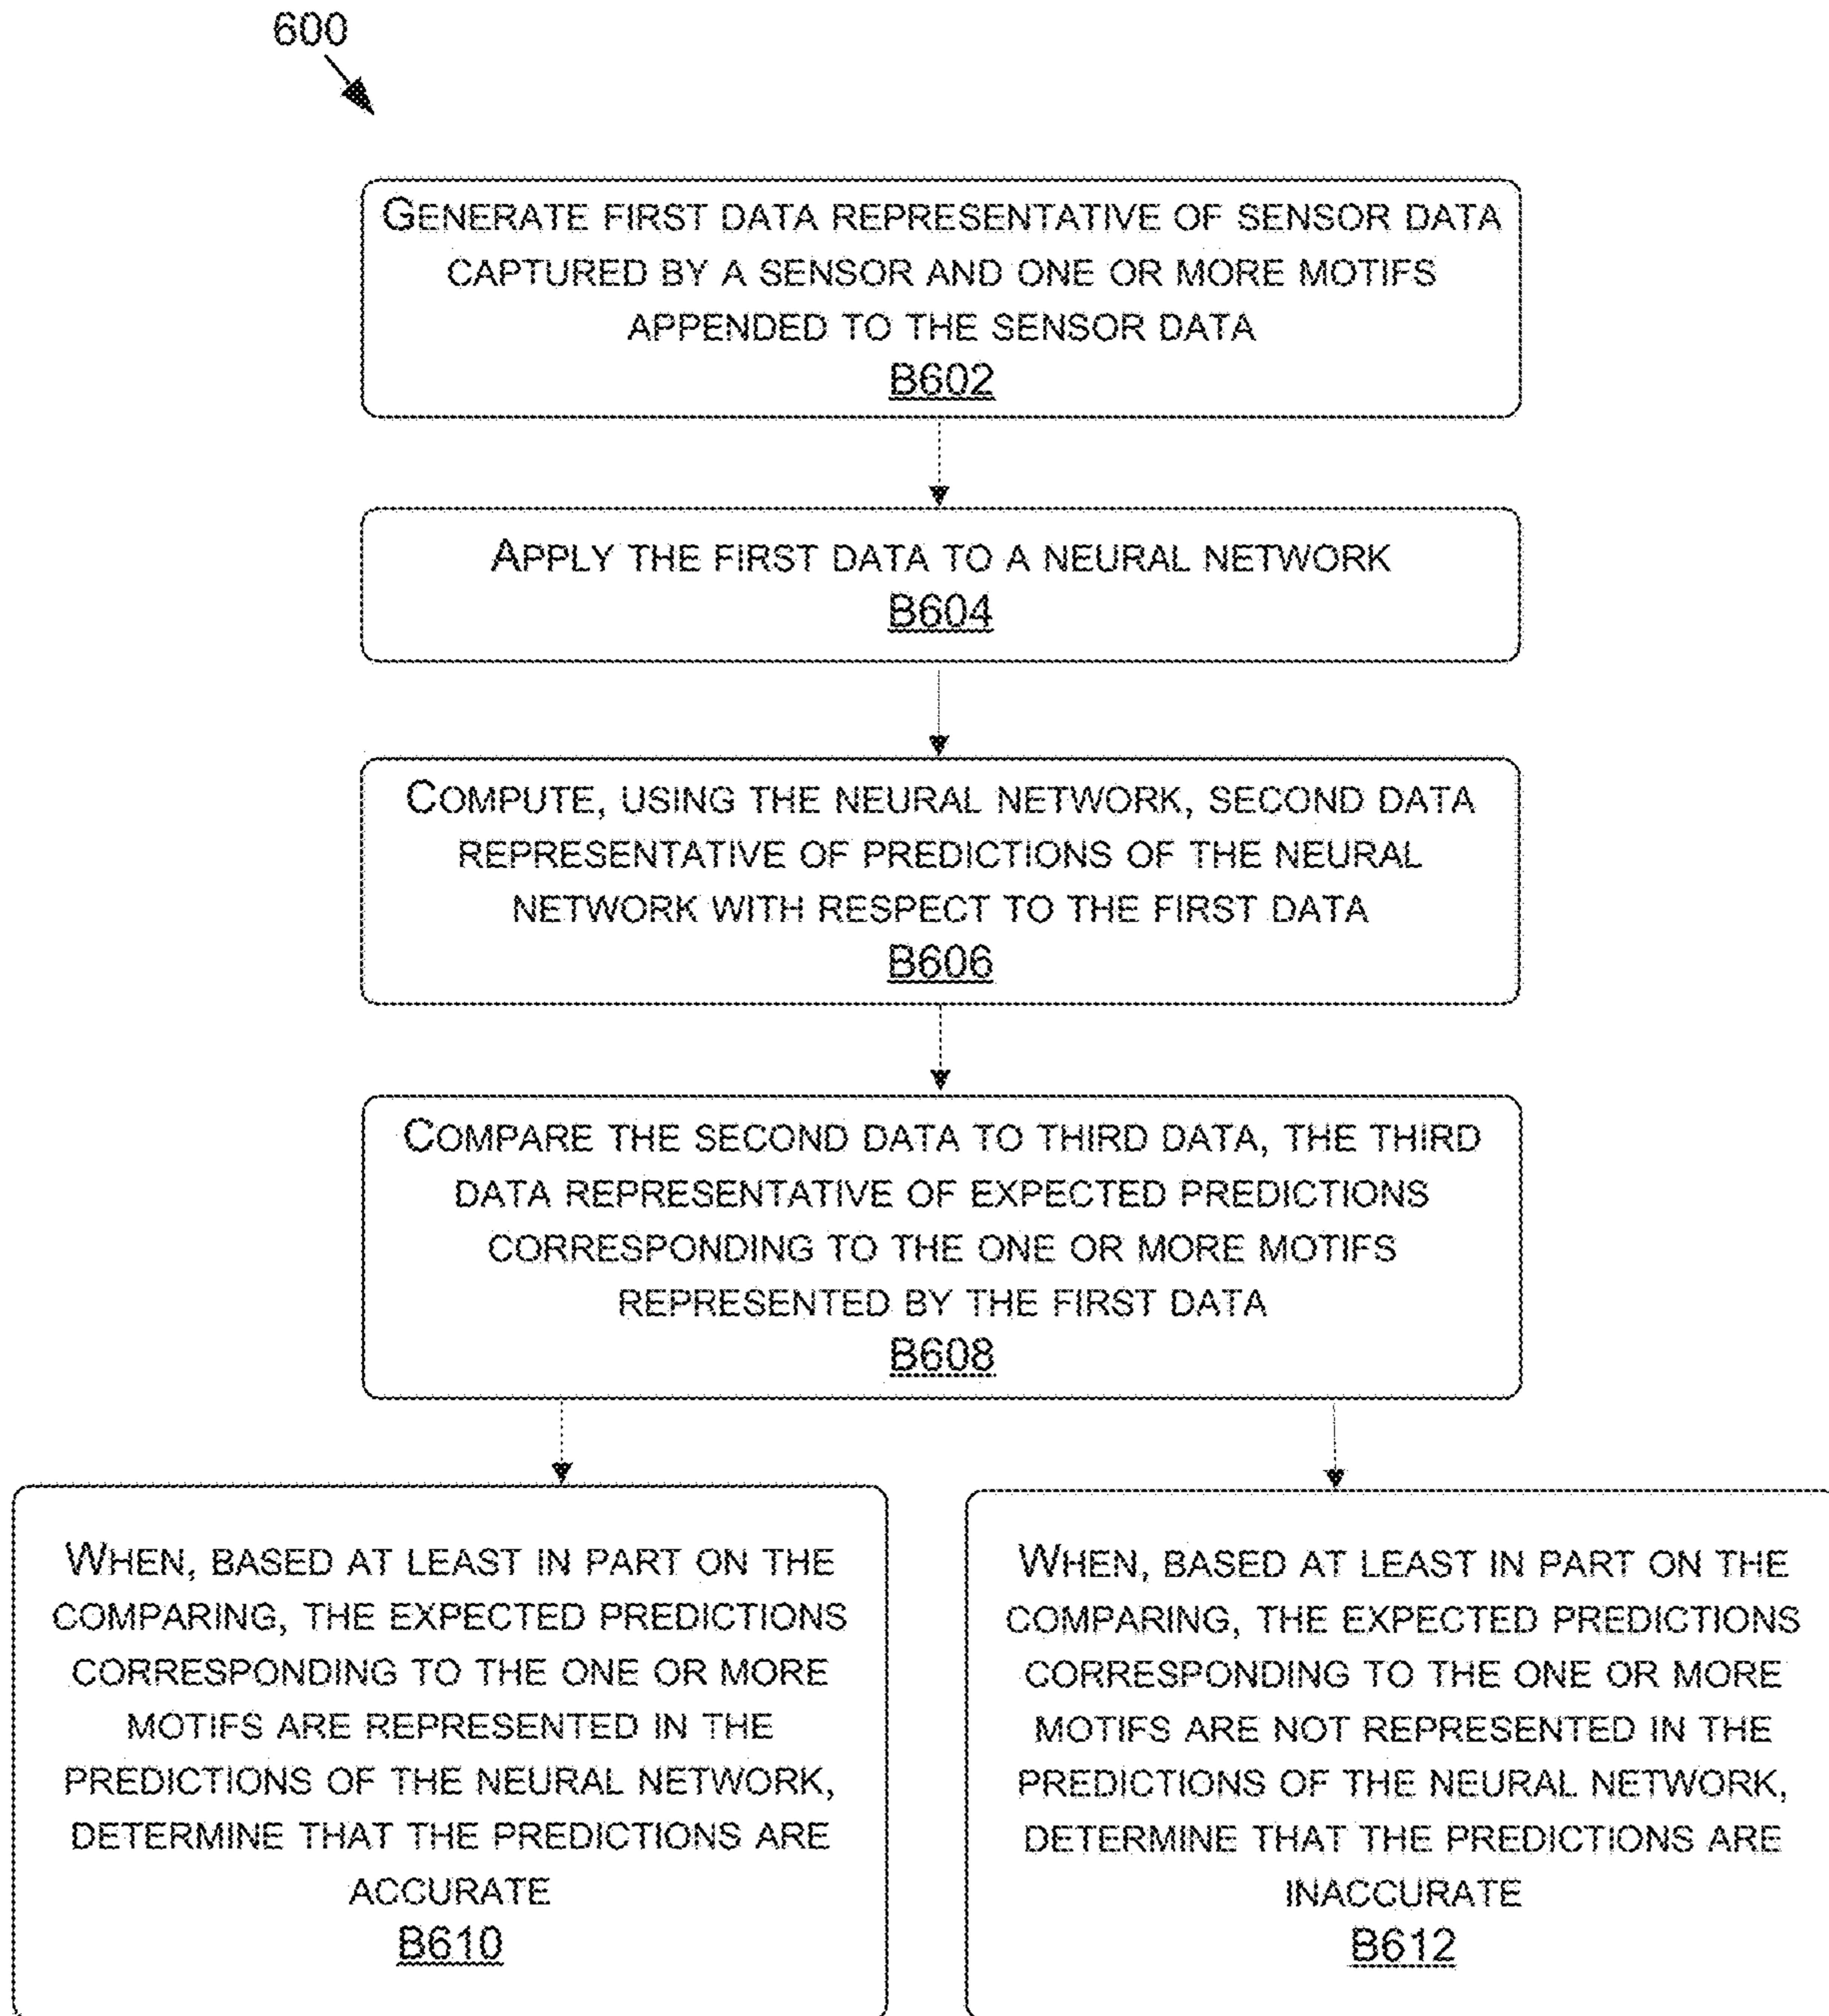 600
GENERATE FIRST DATA REPRESENTATIVE OF SENSOR DATA
CAPTURED BY A SENSOR AND ONE OR MORE MOTIFS
APPENDED TO THE SENSOR DATA
B602
APPLY THE FIRST DATA TO A NEURAL NETWORK
B604
COMPUTE, USING THE NEURAL NETWORK, SECOND DATA
REPRESENTATIVE OF PREDICTIONS OF THE NEURAL
NETWORK WITH RESPECT TO THE FIRST DATA
B606
COMPARE THE SECOND DATA TO THIRD DATA, THE THIRD
DATA REPRESENTATIVE OF EXPECTED PREDICTIONS
CORRESPONDING TO THE ONE OR MORE MOTIFS
REPRESENTED BY THE FIRST DATA
B608
WHEN, BASED AT LEAST IN PART ON THE
COMPARING, THE EXPECTED PREDICTIONS
CORRESPONDING TO THE ONE OR MORE
MOTIFS ARE REPRESENTED IN THE
PREDICTIONS OF THE NEURAL NETWORK,
DETERMINE THAT THE PREDICTIONS ARE
ACCURATE
B610
WHEN, BASED AT LEAST IN PART ON THE
COMPARING, THE EXPECTED PREDICTIONS
CORRESPONDING TO THE ONE OR MORE
MOTIFS ARE NOT REPRESENTED IN THE
PREDICTIONS OF THE NEURAL NETWORK,
DETERMINE THAT THE PREDICTIONS ARE
INACCURATE
B612